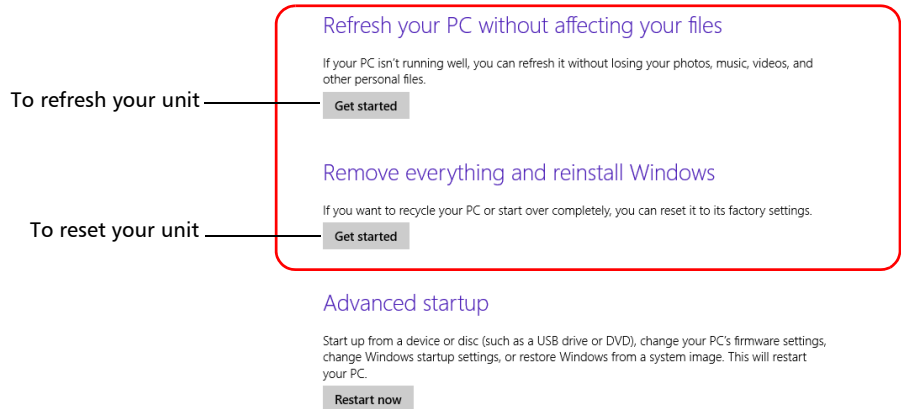 Refresh your PC without affecting your files
If your PC isn't running well, you can refresh it without losing your photos, music, videos, and
other personal files.
To refresh your unit
Get started
Remove everything and reinstall Windows
If you want to recycle your PC or start over completely, you can reset it to its factory settings.
To reset your unit
Get started
Advanced startup
Start up from a device or disc (such as a USB drive or DVD), change your PC's firmware settings,
change Windows startup settings, or restore Windows from a system image. This will restart
your PC.
Restart now